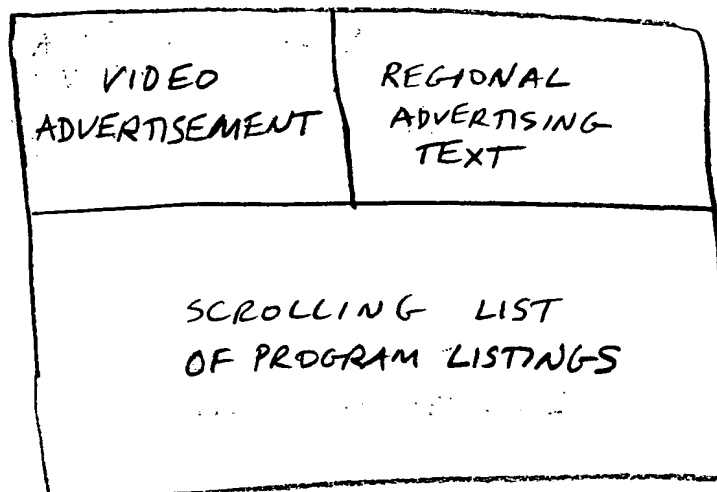 VIDEO
ADVERTISEMENT
REGIONAL
ADVERTISING
TEXT
SCROLLING LIST
OF PROGRAM LISTINGS